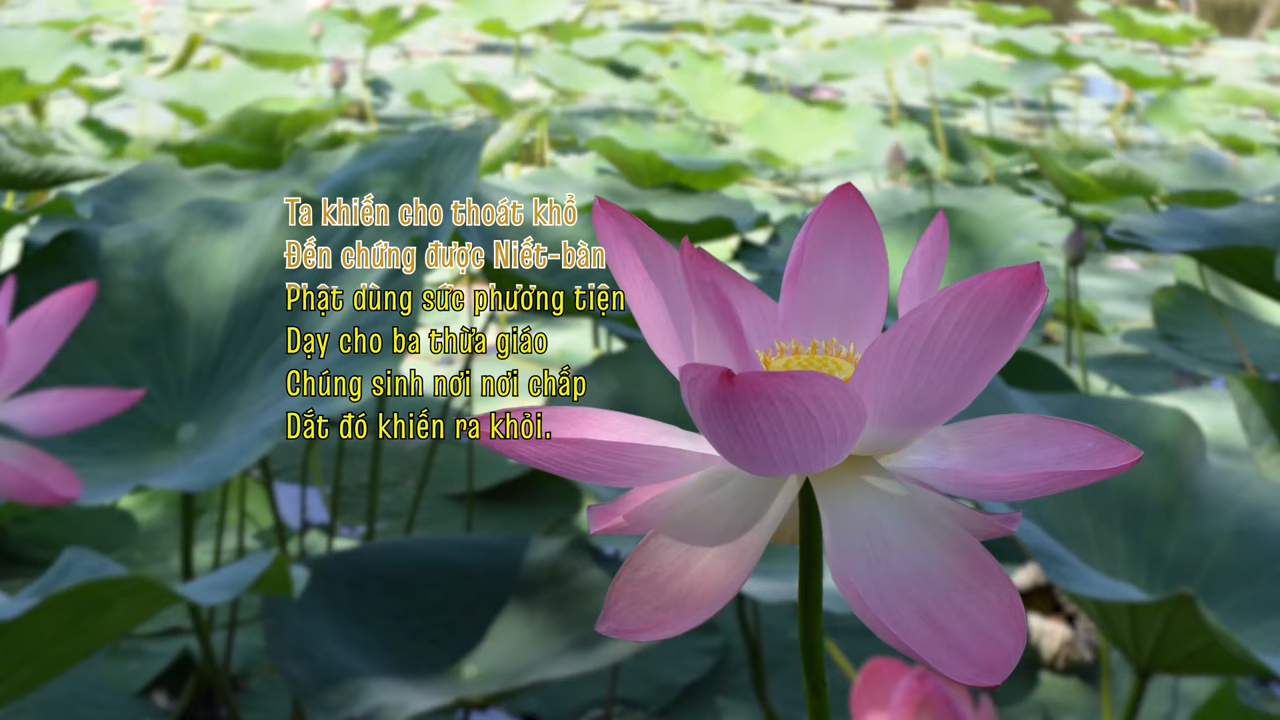 Ta khiến cho thoát khổ
Đến chứng được Niết-bàn
Phật dùng sức phương tiện
Dạy cho ba thừa giáo
Chúng sinh nơi nơi chấp
Dắt đó khiến ra khỏi.